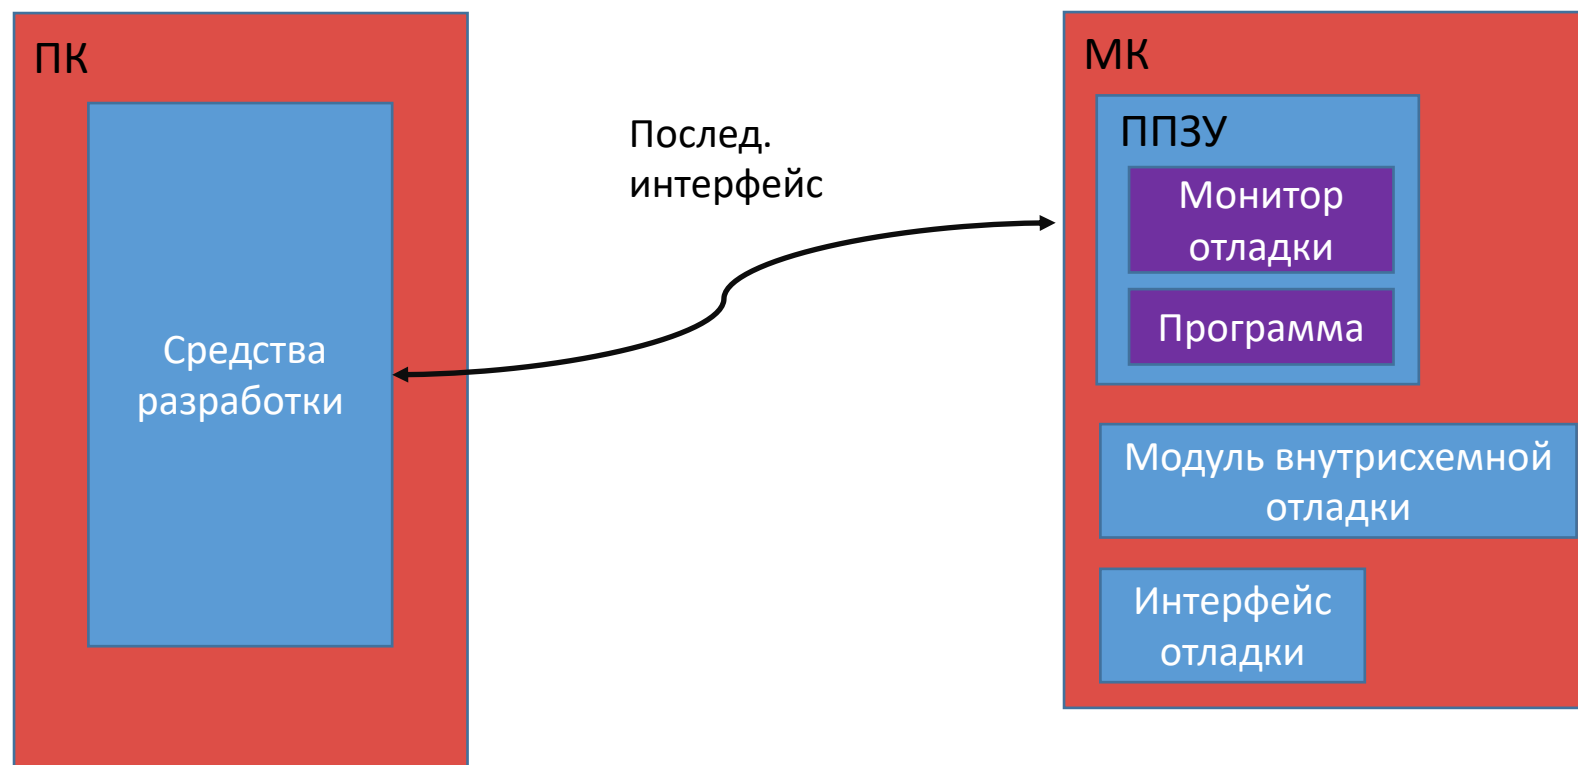 ПК
Средства
разработки
Послед.
интерфейс
МК
ППЗУ
Монитор
отладки
Программа
Модуль внутрисхемной
отладки
Интерфейс
отладки